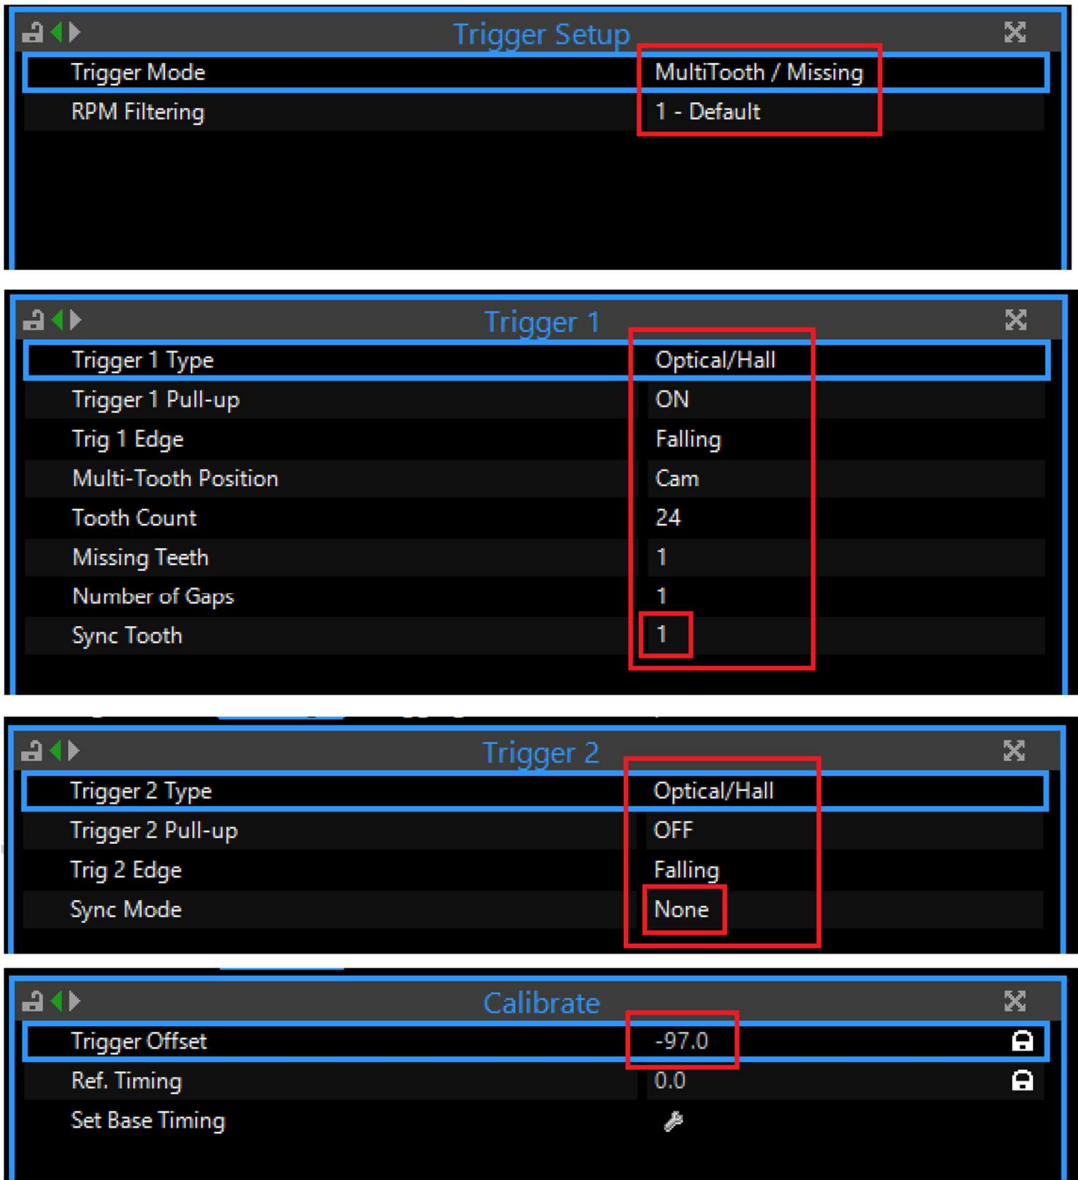 Trigger Setup
Trigger Mode MultiTooth / Missing
RPM Filtering 1 - Default
Trigger 1
Trigger 1 Type Optical/Hall
Trigger 1 Pull-up ON
Trig 1 Edge Falling
Multi-Tooth Position Cam
Tooth Count 24
Missing Teeth 1
Number of Gaps 1
Sync Tooth 1
Trigger 2
Trigger 2 Type Optical/Hall
Trigger 2 Pull-up OFF
Trig 2 Edge Falling
Sync Mode None
Calibrate
Trigger Offset -97.0
Ref. Timing 0.0
Set Base Timing